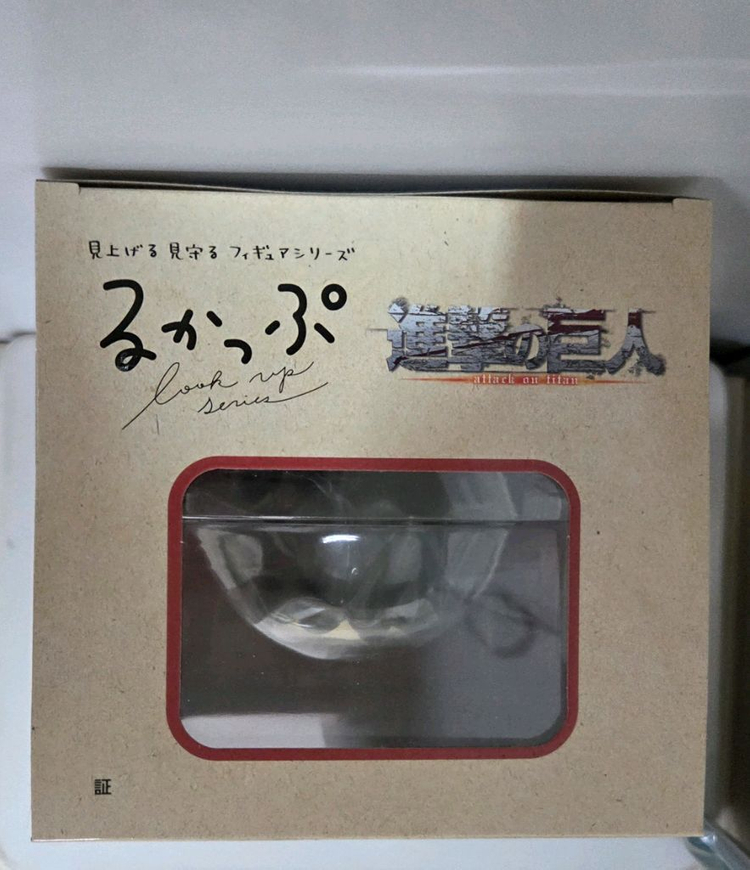 見上げる 見守る フィギュアシリーズ
るかっぷ
look up
series
進撃の巨人
attack on titan
証